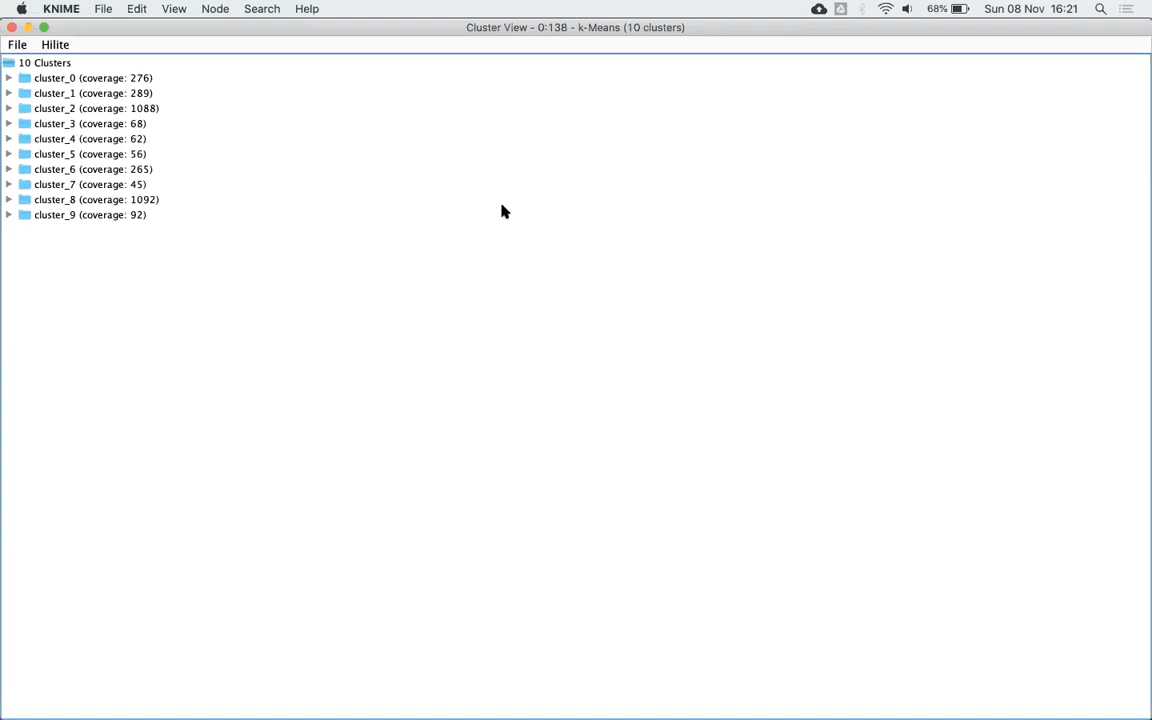 KNIME File Edit View Node Search Help 68% Sun 08 Nov 16:21
Cluster View - 0:138 - k-Means (10 clusters)
File Hilite
10 Clusters
cluster_0 (coverage: 276)
cluster_1 (coverage: 289)
cluster_2 (coverage: 1088)
cluster_3 (coverage: 68)
cluster_4 (coverage: 62)
cluster_5 (coverage: 56)
cluster_6 (coverage: 265)
cluster_7 (coverage: 45)
cluster_8 (coverage: 1092)
cluster_9 (coverage: 92)